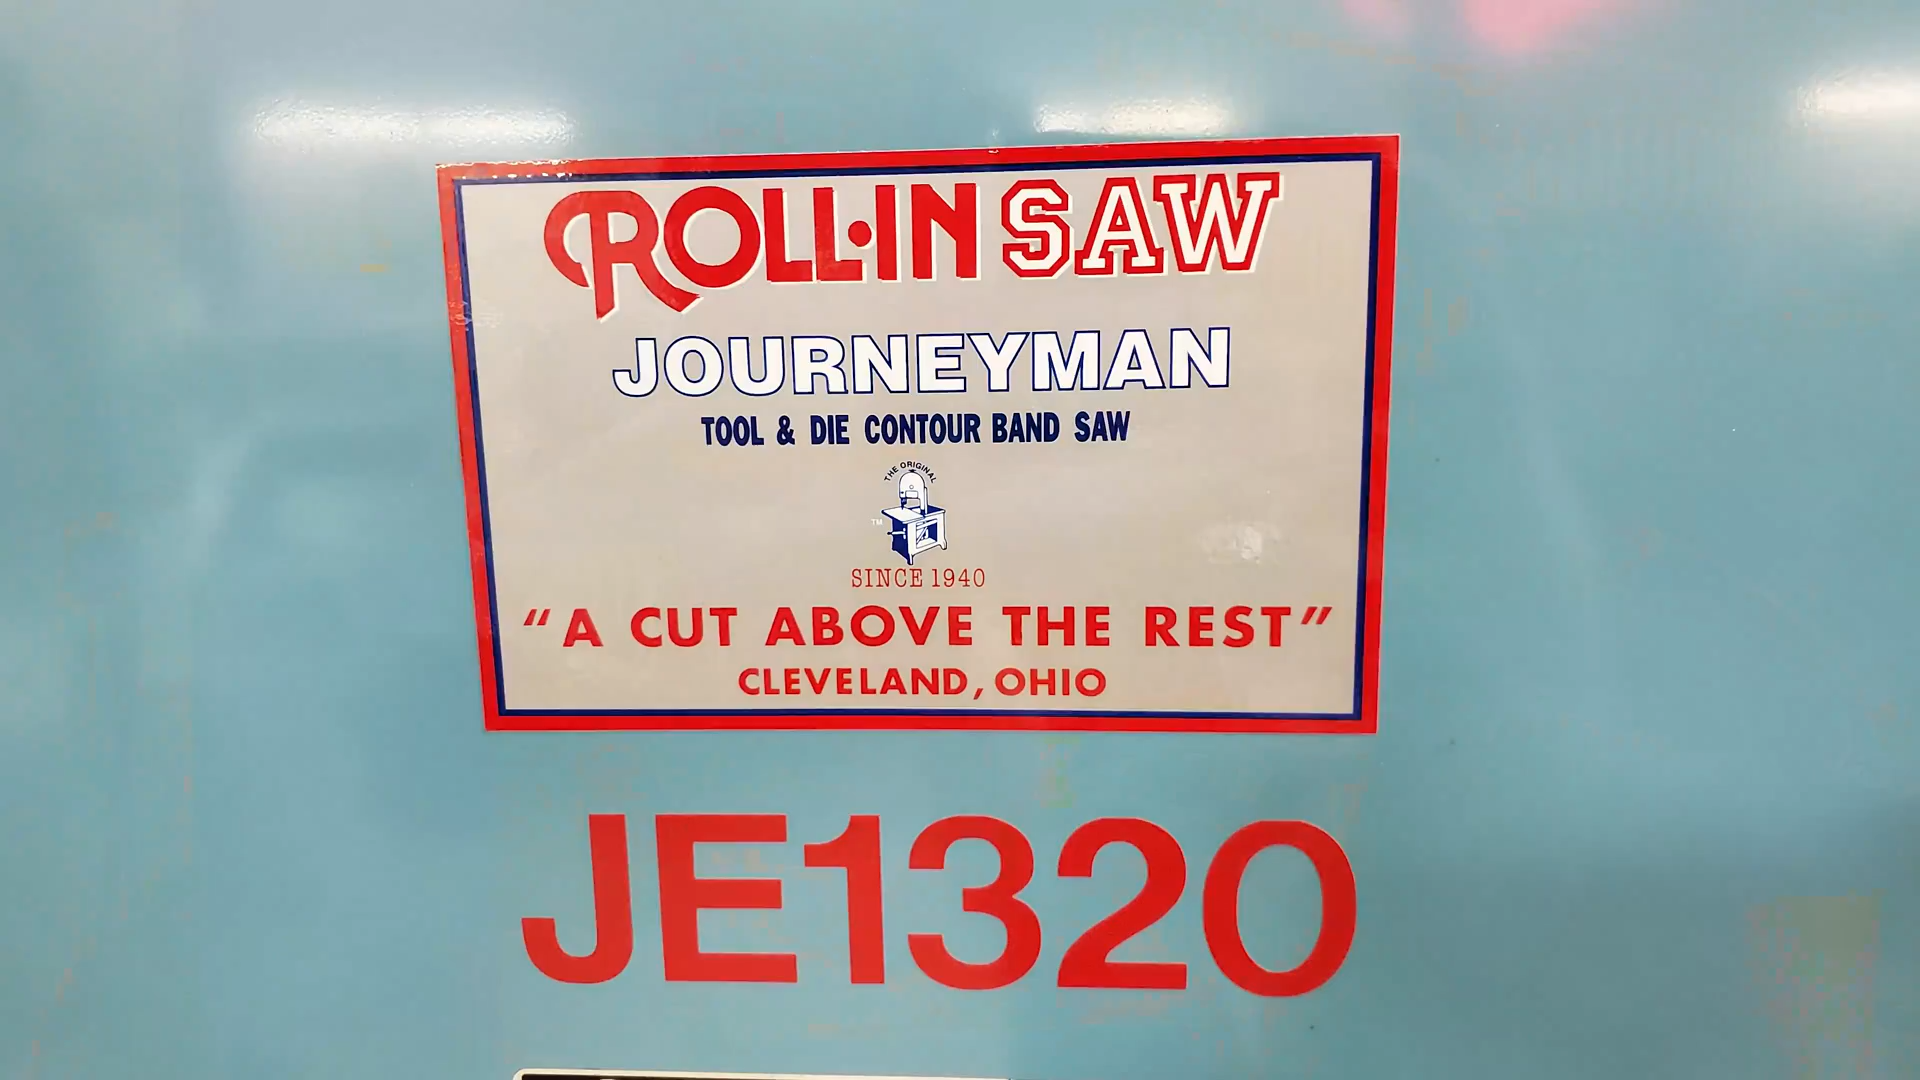 ROLL·IN SAW
JOURNEYMAN
TOOL & DIE CONTOUR BAND SAW
THE ORIGINAL
TM
SINCE 1940
“A CUT ABOVE THE REST”
CLEVELAND, OHIO
JE1320